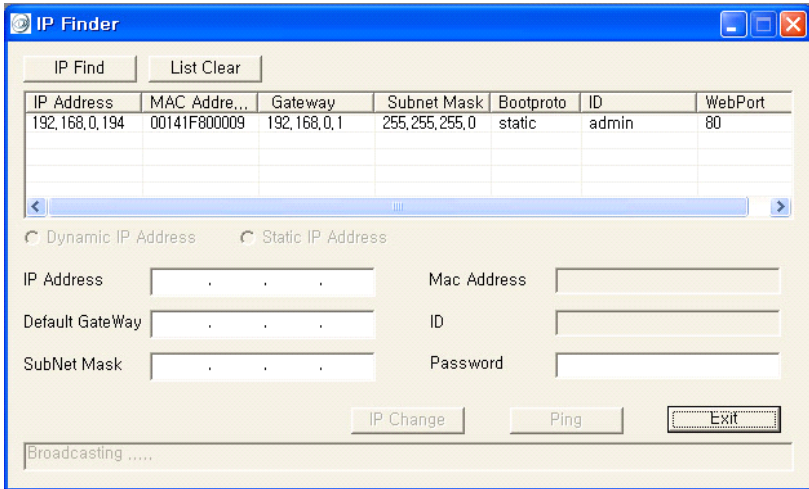 IP Finder
IP Find List Clear
IP Address MAC Addre... Gateway Subnet Mask Bootproto ID WebPort
192,168,0,194 00141F800009 192,168,0,1 255,255,255,0 static admin 80
Dynamic IP Address Static IP Address
IP Address . . . Mac Address
Default GateWay . . . ID
SubNet Mask . . . Password
IP Change Ping Exit
Broadcasting .....